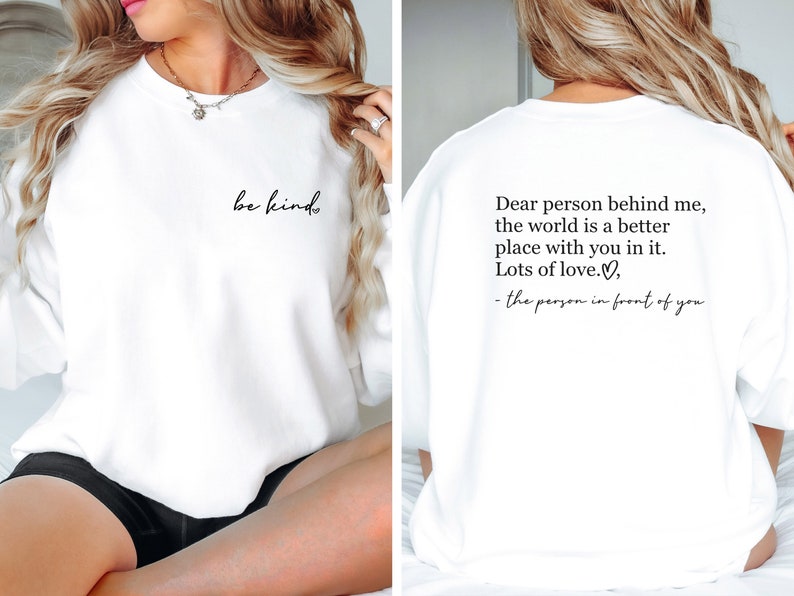 be kind
Dear person behind me,
the world is a better
place with you in it.
Lots of love.♡,
- the person in front of you